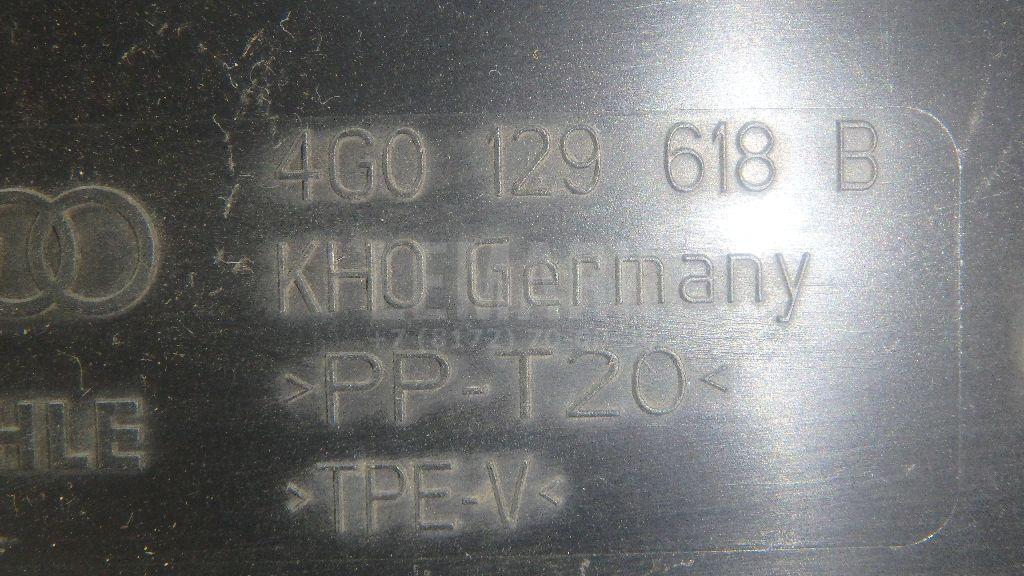 4G0 129 618 B
KHO Germany
>PP-T20<
HLE
>TPE-V<